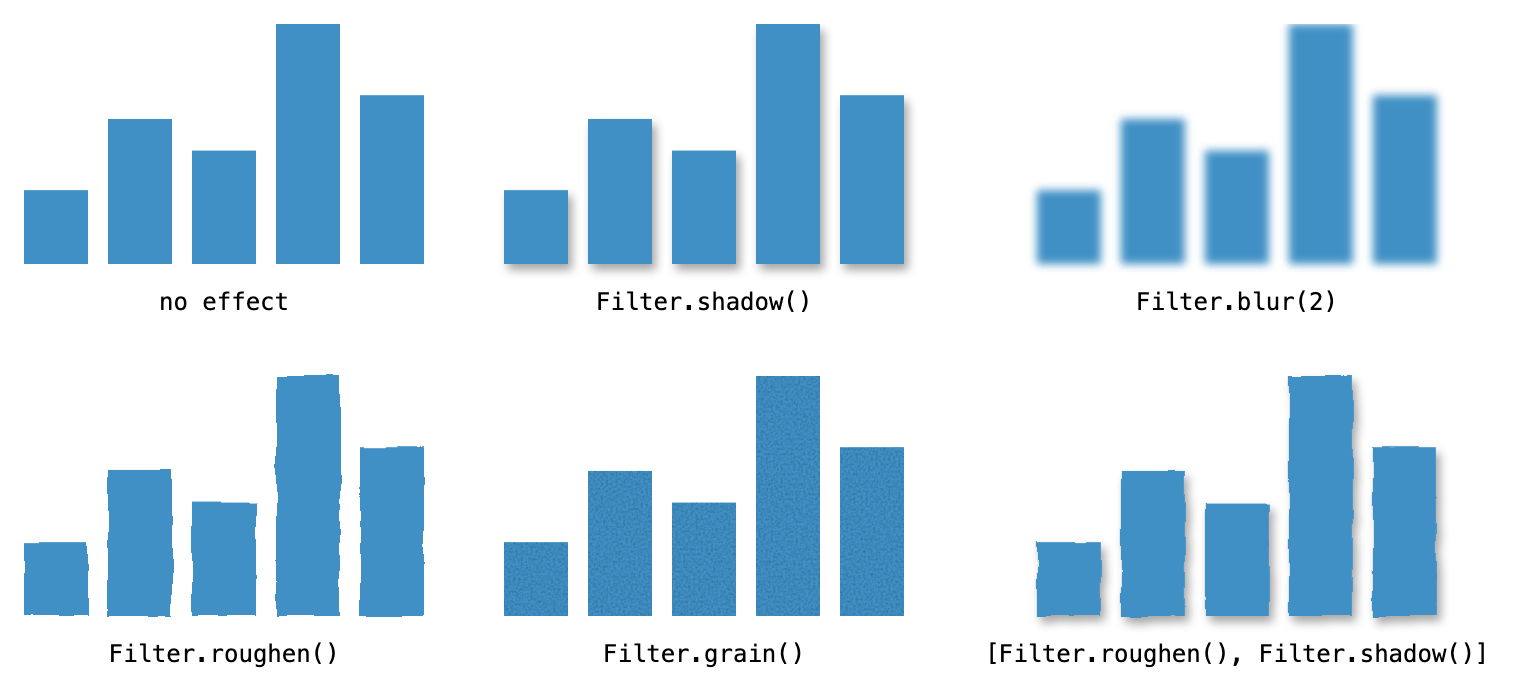 no effect
Filter.shadow()
Filter.blur(2)
Filter.roughen()
Filter.grain()
[Filter.roughen(), Filter.shadow()]